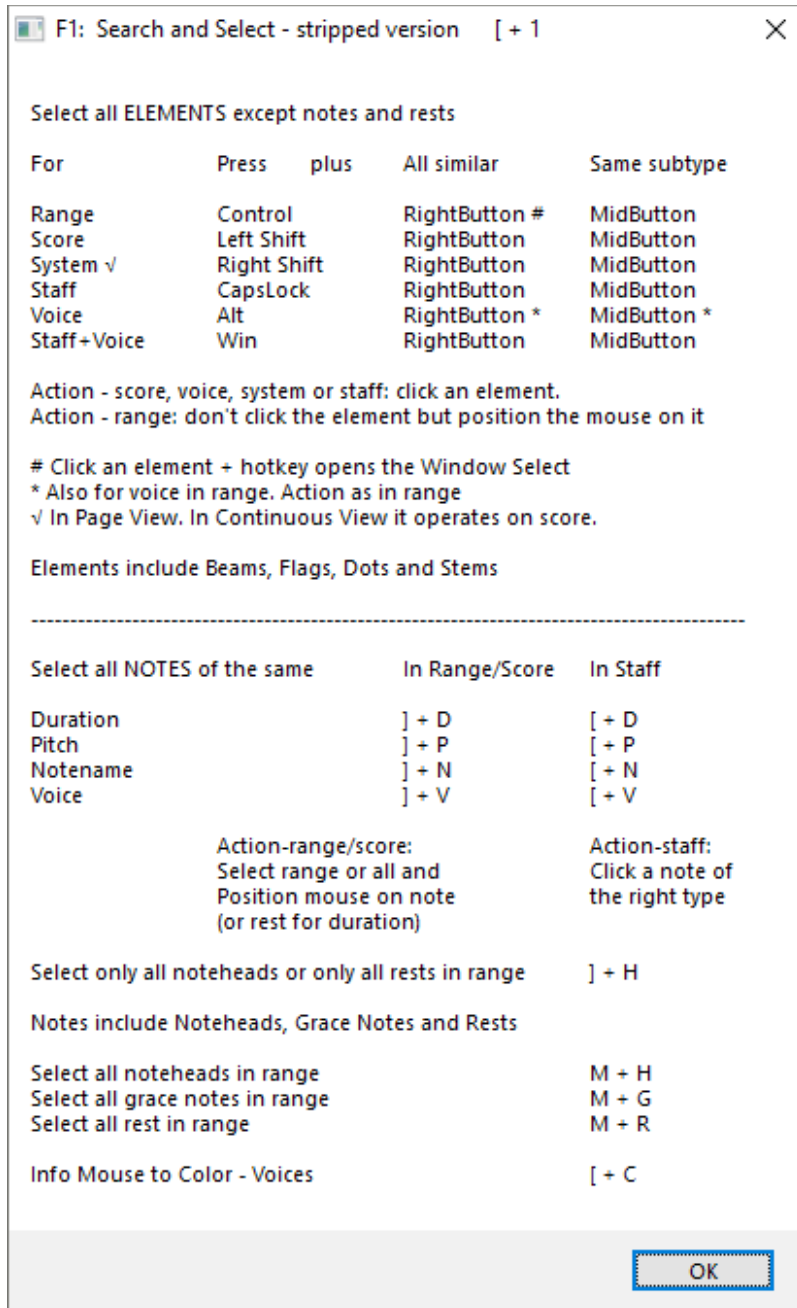 F1: Search and Select - stripped version [ + 1
Select all ELEMENTS except notes and rests
For Press plus All similar Same subtype
Range Control RightButton # MidButton
Score Left Shift RightButton MidButton
System √ Right Shift RightButton MidButton
Staff CapsLock RightButton MidButton
Voice Alt RightButton * MidButton *
Staff+Voice Win RightButton MidButton
Action - score, voice, system or staff: click an element.
Action - range: don't click the element but position the mouse on it
# Click an element + hotkey opens the Window Select
* Also for voice in range. Action as in range
√ In Page View. In Continuous View it operates on score.
Elements include Beams, Flags, Dots and Stems
--------------------------------------------------------------------------------------------
Select all NOTES of the same In Range/Score In Staff
Duration ] + D [ + D
Pitch ] + P [ + P
Notename ] + N [ + N
Voice ] + V [ + V
Action-range/score: Action-staff:
Select range or all and Click a note of
Position mouse on note the right type
(or rest for duration)
Select only all noteheads or only all rests in range ] + H
Notes include Noteheads, Grace Notes and Rests
Select all noteheads in range M + H
Select all grace notes in range M + G
Select all rest in range M + R
Info Mouse to Color - Voices [ + C
OK